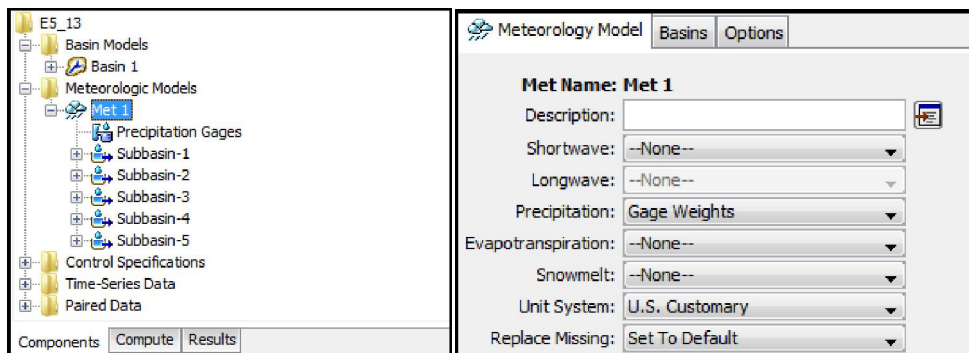 E5_13
Basin Models
Basin 1
Meteorologic Models
Met 1
Precipitation Gages
Subbasin-1
Subbasin-2
Subbasin-3
Subbasin-4
Subbasin-5
Control Specifications
Time-Series Data
Paired Data
Components Compute Results
Meteorology Model Basins Options
Met Name: Met 1
Description:
Shortwave: --None--
Longwave: --None--
Precipitation: Gage Weights
Evapotranspiration: --None--
Snowmelt: --None--
Unit System: U.S. Customary
Replace Missing: Set To Default